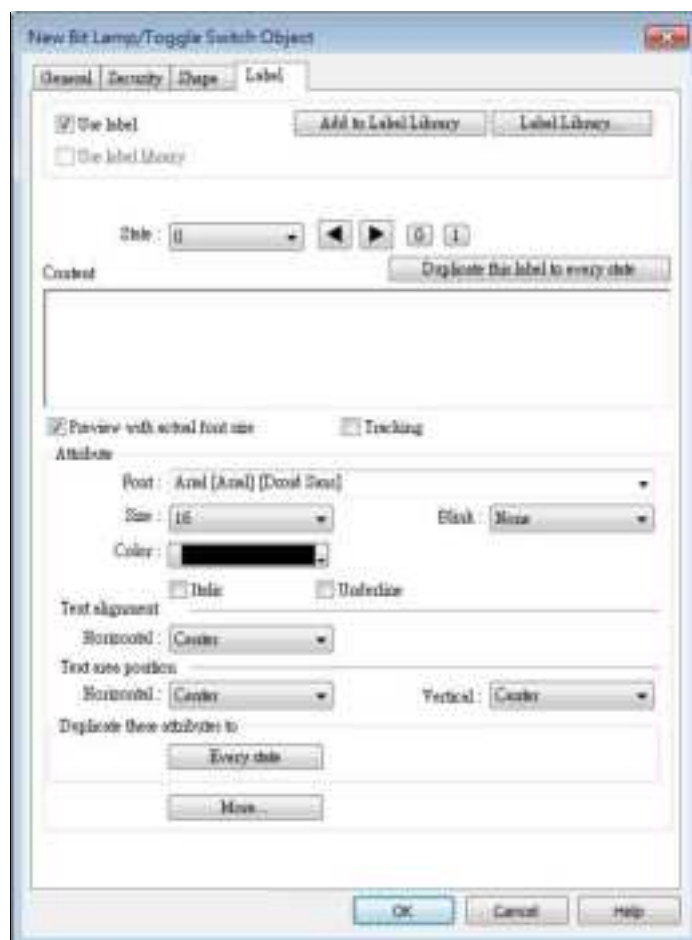 New Bit Lamp/Toggle Switch Object
General Security Shape Label
Use label Add to Label Library Label Library...
Use label library
State : 0 0 1
Content Duplicate this label to every state
Preview with actual font size Tracking
Attribute
Font : Arial [Arial] [Droid Sans]
Size : 16 Blink : None
Color :
Italic Underline
Text alignment
Horizontal : Center
Text area position
Horizontal : Center Vertical : Center
Duplicate these attributes to
Every state
More...
OK Cancel Help